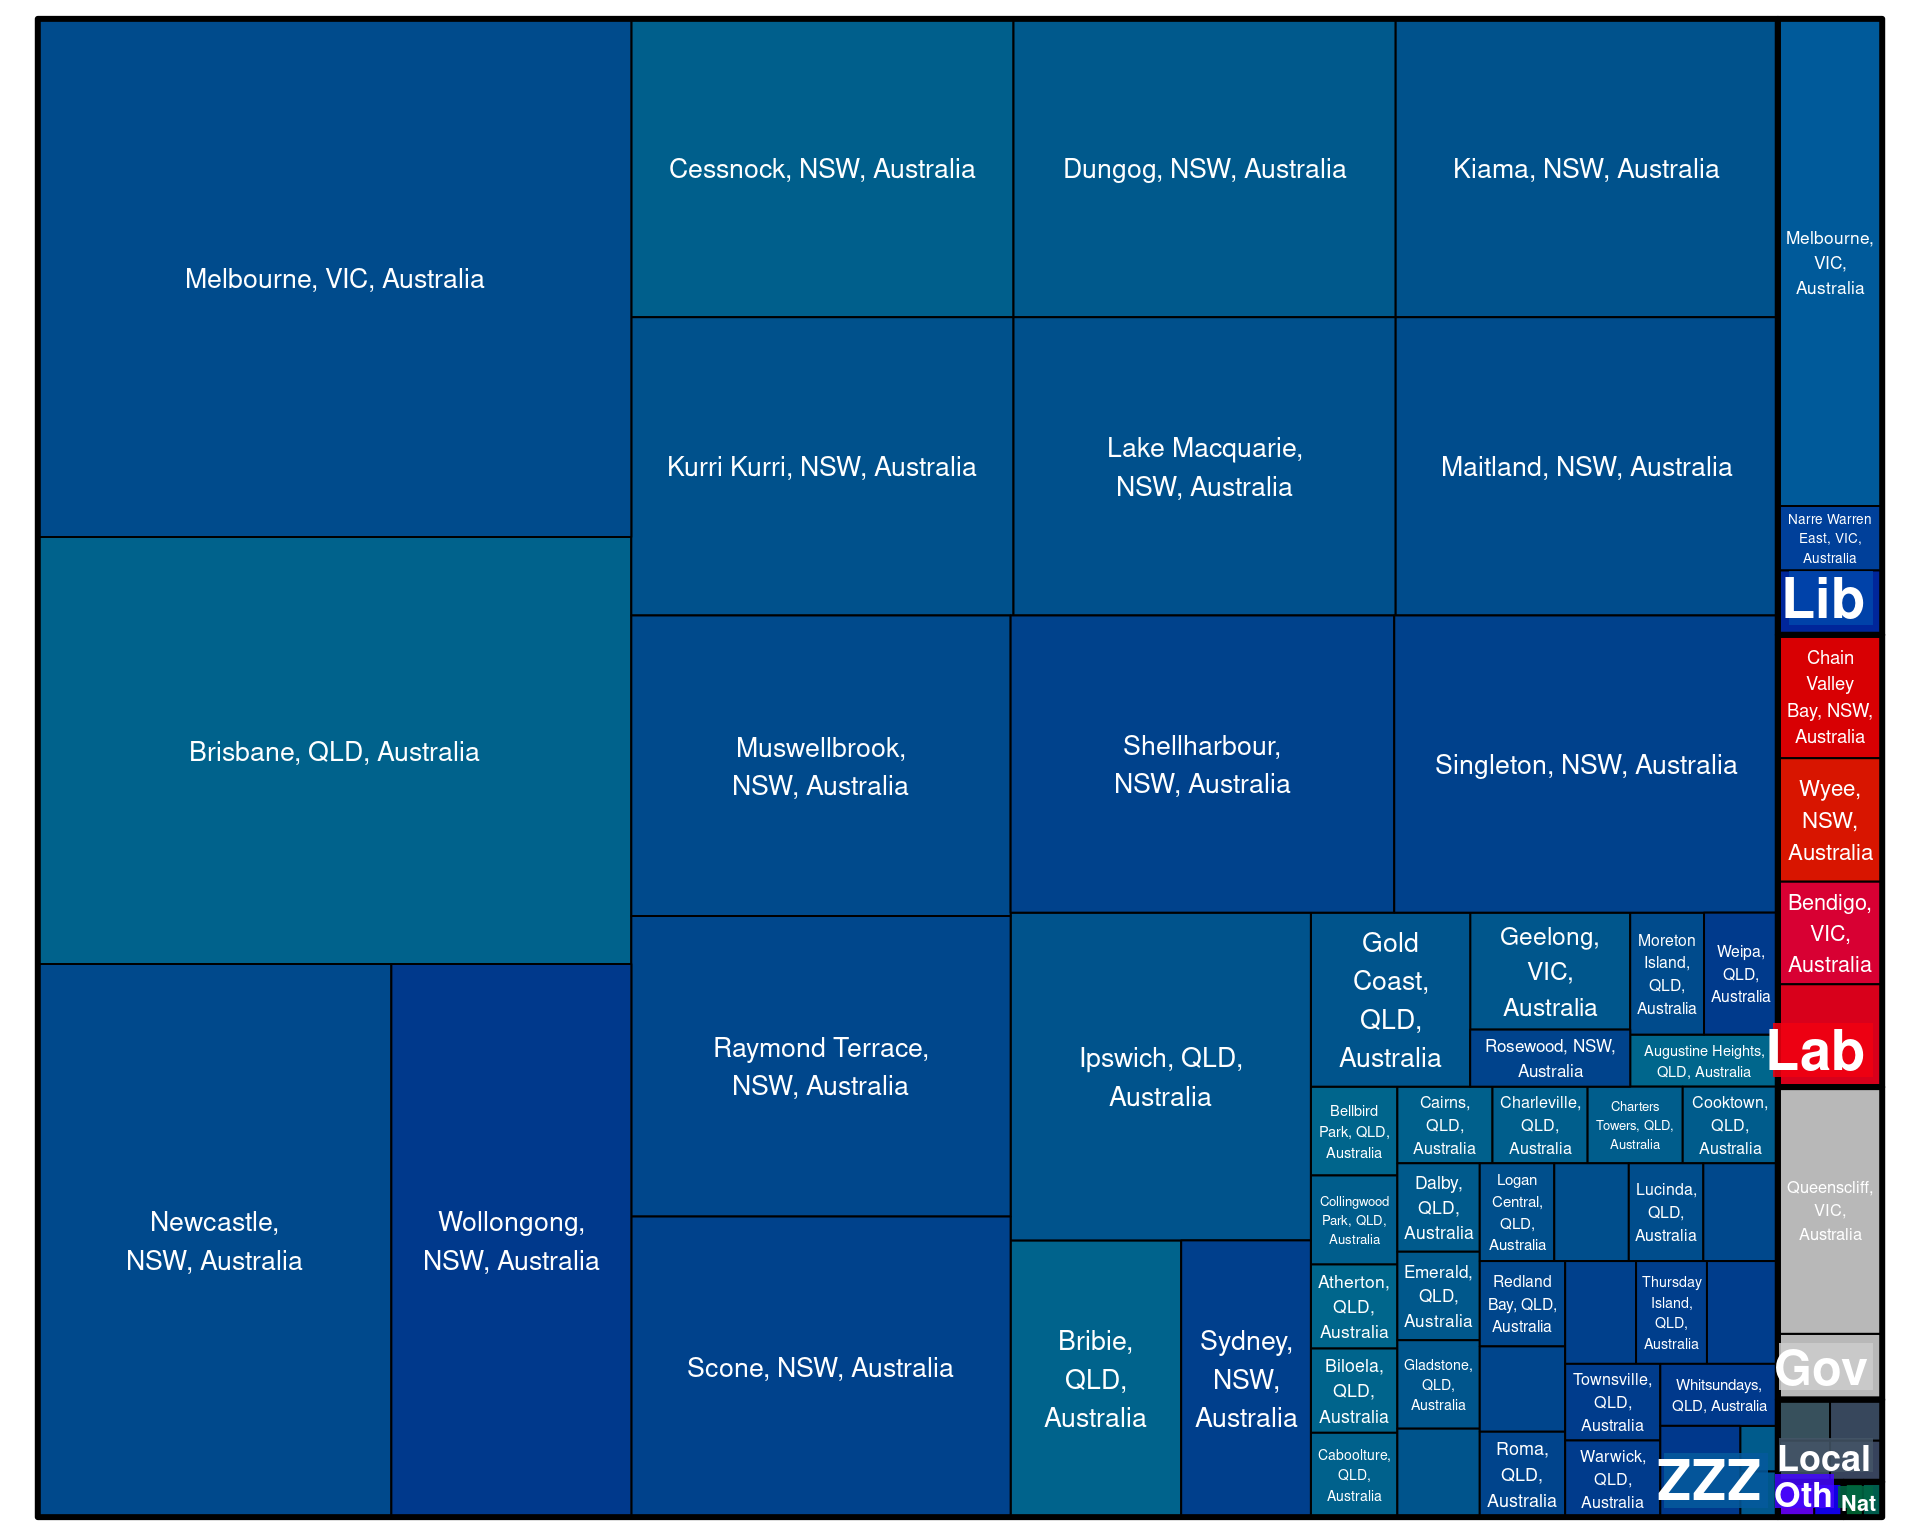 Melbourne, VIC, Australia
Brisbane, QLD, Australia
Newcastle,
NSW, Australia
Wollongong,
NSW, Australia
Cessnock, NSW, Australia
Dungog, NSW, Australia
Kiama, NSW, Australia
Kurri Kurri, NSW, Australia
Lake Macquarie,
NSW, Australia
Maitland, NSW, Australia
Muswellbrook,
NSW, Australia
Shellharbour,
NSW, Australia
Singleton, NSW, Australia
Raymond Terrace,
NSW, Australia
Scone, NSW, Australia
Ipswich, QLD,
Australia
Bribie,
QLD,
Australia
Sydney,
NSW,
Australia
Gold
Coast,
QLD,
Australia
Geelong,
VIC,
Australia
Rosewood, NSW,
Australia
Moreton
Island,
QLD,
Australia
Weipa,
QLD,
Australia
Augustine Heights,
QLD, Australia
Bellbird
Park, QLD,
Australia
Collingwood
Park, QLD,
Australia
Atherton,
QLD,
Australia
Biloela,
QLD,
Australia
Caboolture,
QLD,
Australia
Cairns,
QLD,
Australia
Charleville,
QLD,
Australia
Charters
Towers, QLD,
Australia
Cooktown,
QLD,
Australia
Dalby,
QLD,
Australia
Emerald,
QLD,
Australia
Gladstone,
QLD,
Australia
Logan
Central,
QLD,
Australia
Lucinda,
QLD,
Australia
Redland
Bay, QLD,
Australia
Thursday
Island,
QLD,
Australia
Roma,
QLD,
Australia
Townsville,
QLD,
Australia
Whitsundays,
QLD, Australia
Warwick,
QLD,
Australia
ZZZ
Melbourne,
VIC,
Australia
Narre Warren
East, VIC,
Australia
Lib
Chain
Valley
Bay, NSW,
Australia
Wyee,
NSW,
Australia
Bendigo,
VIC,
Australia
Lab
Queenscliff,
VIC,
Australia
Gov
Local
Oth
Nat